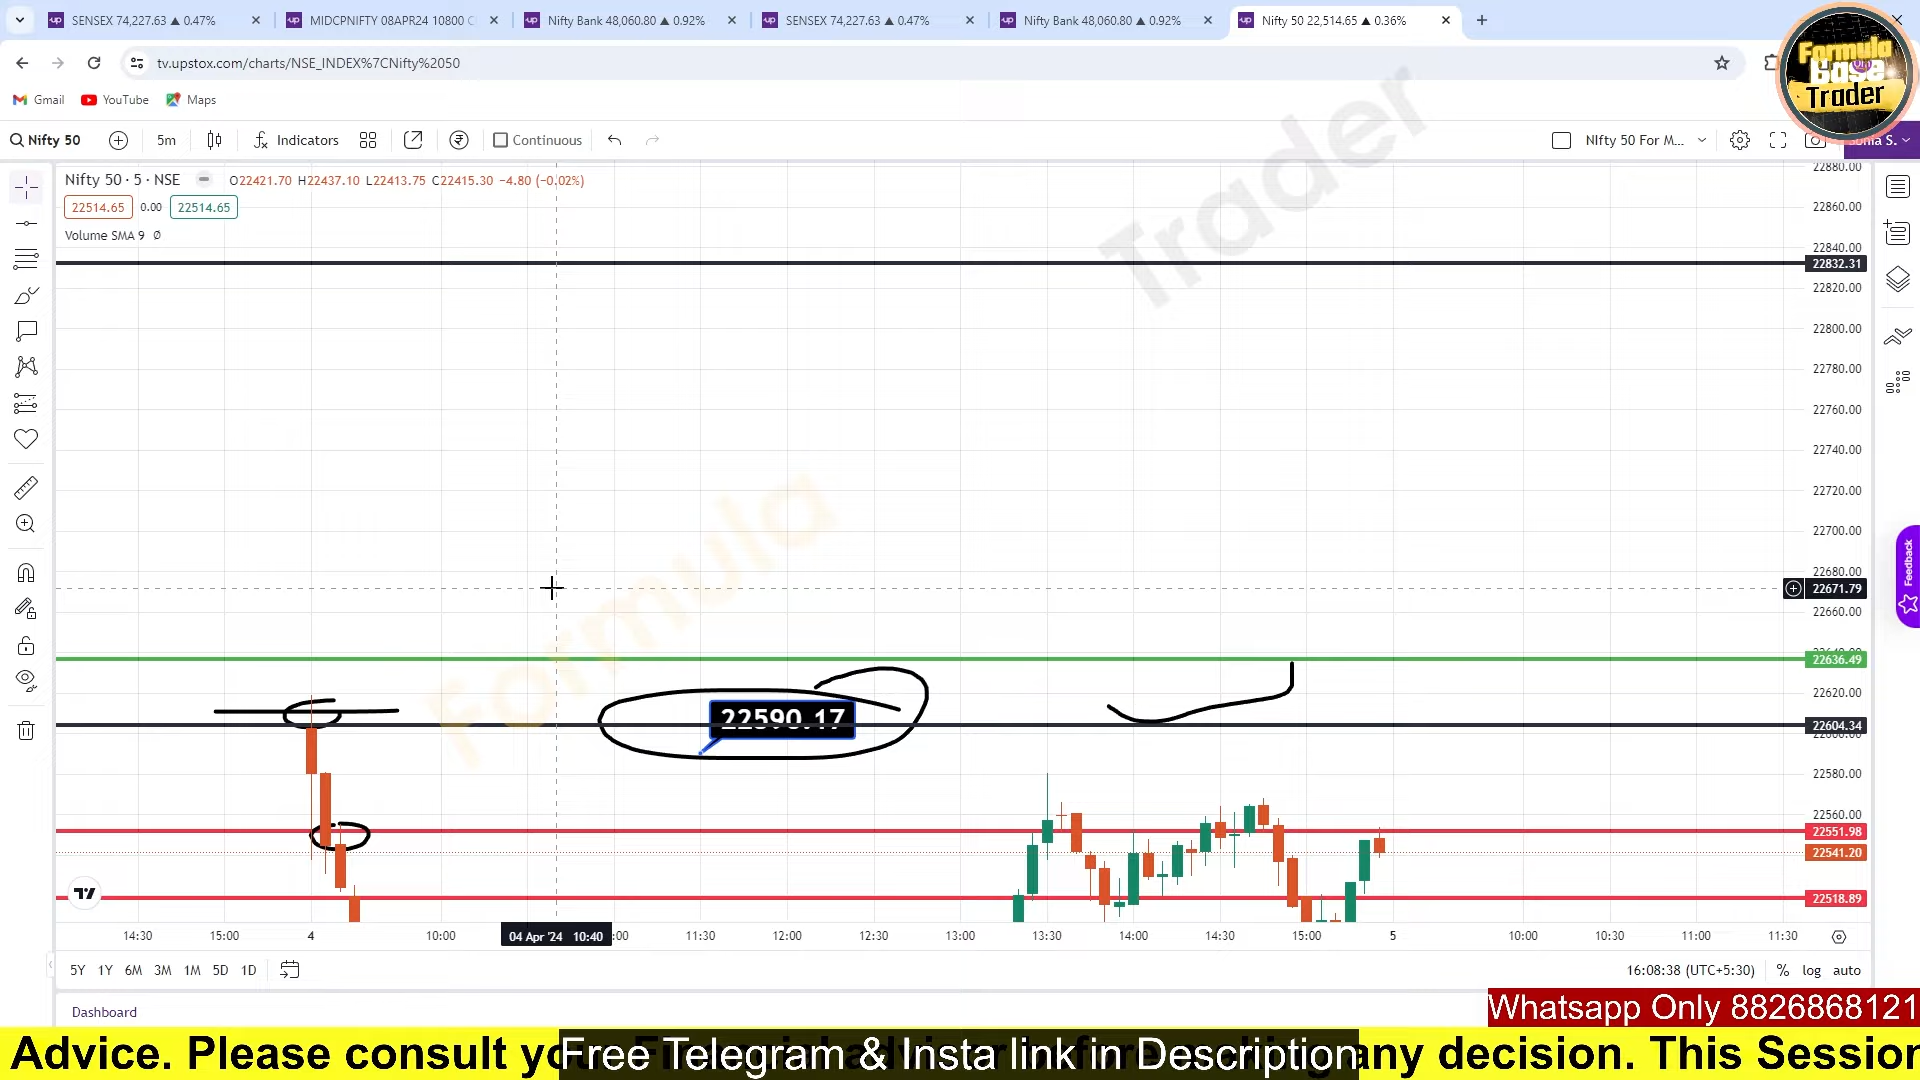 SENSEX 74,227.63 ▲ 0.47%
MIDCPNIFTY 08APR24 10800 C
Nifty Bank 48,060.80 ▲ 0.92%
SENSEX 74,227.63 ▲ 0.47%
Nifty Bank 48,060.80 ▲ 0.92%
Nifty 50 22,514.65 ▲ 0.36%
tv.upstox.com/charts/NSE_INDEX%7CNifty%2050
Formula
Base
Trader
Gmail
YouTube
Maps
Nifty 50
5m
Indicators
Continuous
NIfty 50 For M...
Nifty 50 · 5 · NSE
O22421.70 H22437.10 L22413.75 C22415.30 −4.80 (−0.02%)
22514.65
0.00
22514.65
Volume SMA 9
Trader
Formula
22880.00
22860.00
22840.00
22832.31
22820.00
22800.00
22780.00
22760.00
22740.00
22720.00
22700.00
22680.00
22671.79
22660.00
22636.49
22620.00
22604.34
22600.00
22580.00
22560.00
22551.98
22541.20
22518.89
Feedback
22590.17
14:30
15:00
4
10:00
04 Apr '24 10:40
:00
11:30
12:00
12:30
13:00
13:30
14:00
14:30
15:00
5
10:00
10:30
11:00
11:30
5Y 1Y 6M 3M 1M 5D 1D
16:08:38 (UTC+5:30)
%
log
auto
Dashboard
Whatsapp Only 8826868121
Advice. Please consult
any decision. This Session
Free Telegram & Insta link in Description